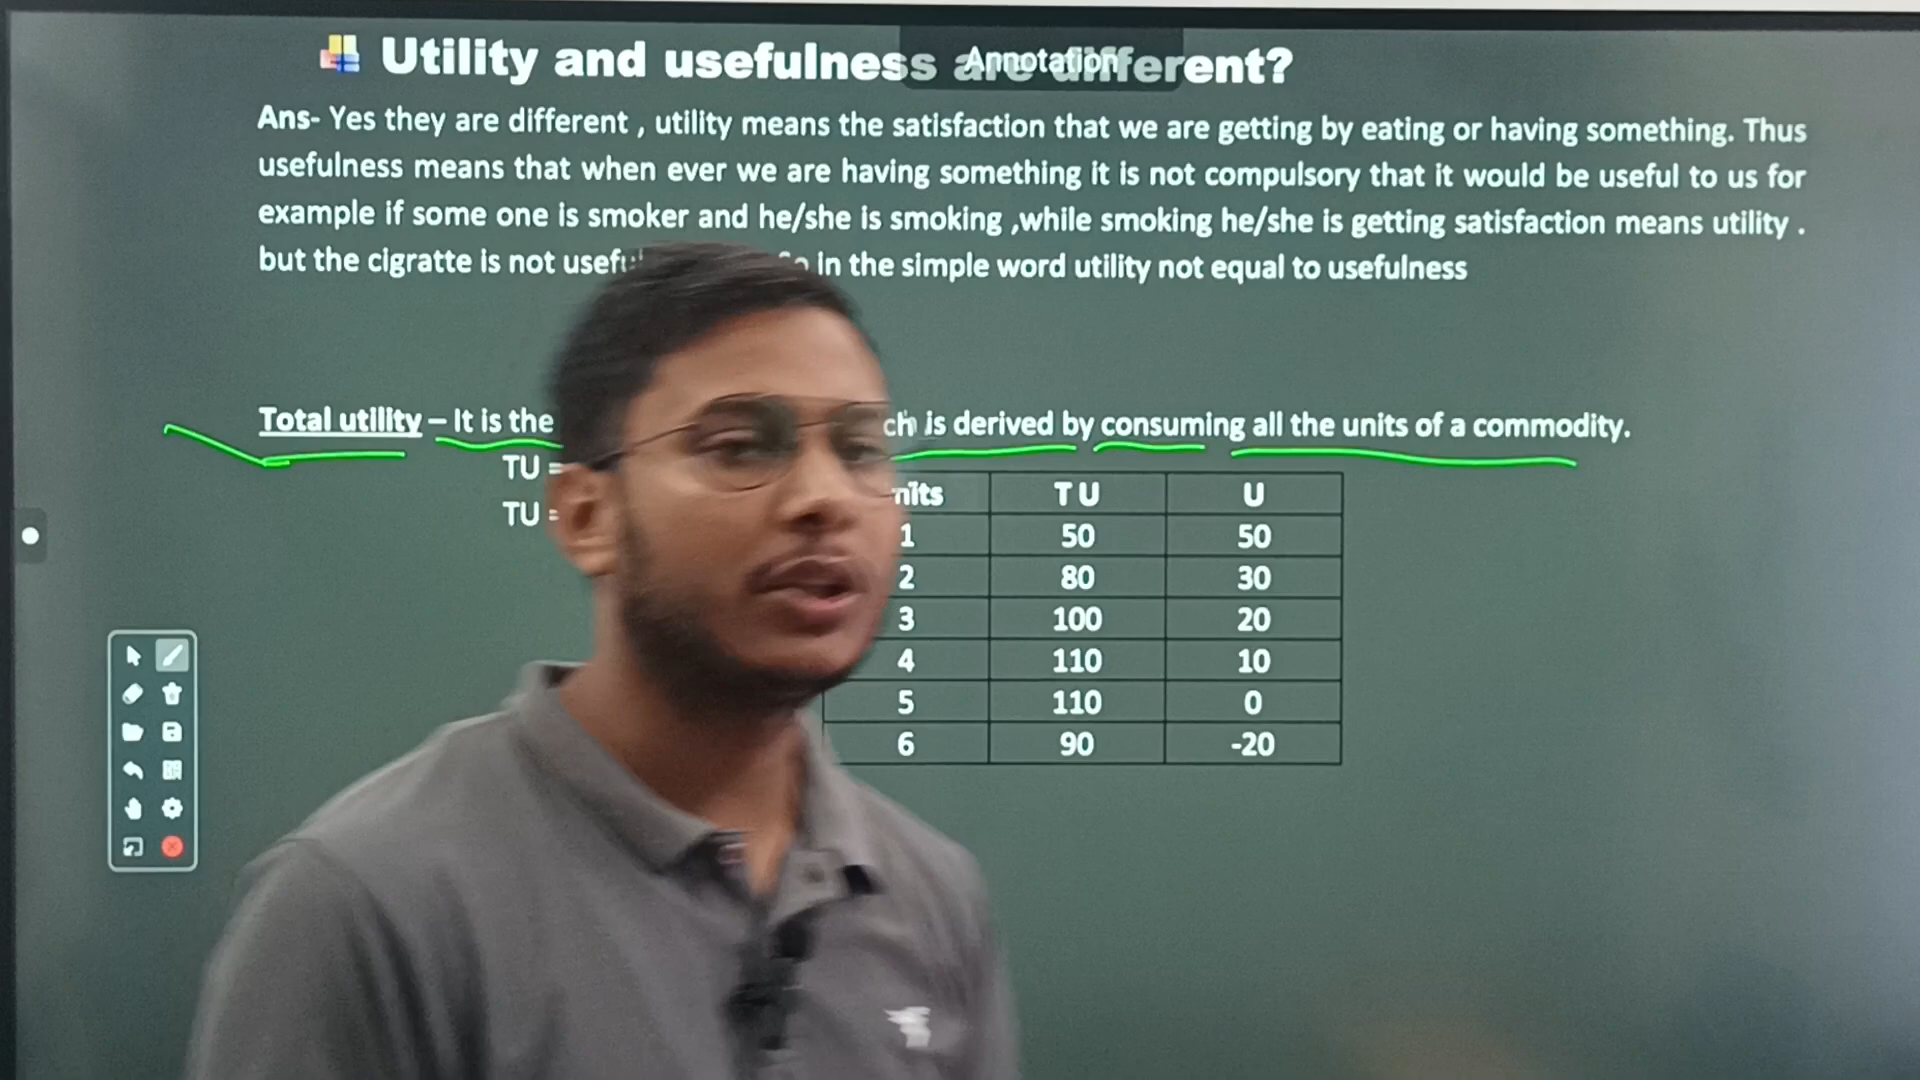 Utility and usefulness are different?
Annotation
Ans- Yes they are different , utility means the satisfaction that we are getting by eating or having something. Thus
usefulness means that when ever we are having something it is not compulsory that it would be useful to us for
example if some one is smoker and he/she is smoking ,while smoking he/she is getting satisfaction means utility .
but the cigratte is not in the simple word utility not equal to usefulness
Total utility – It is the is derived by consuming all the units of a commodity.
TU =
TU =
T U U
1 50 50
2 80 30
3 100 20
4 110 10
5 110 0
6 90 -20